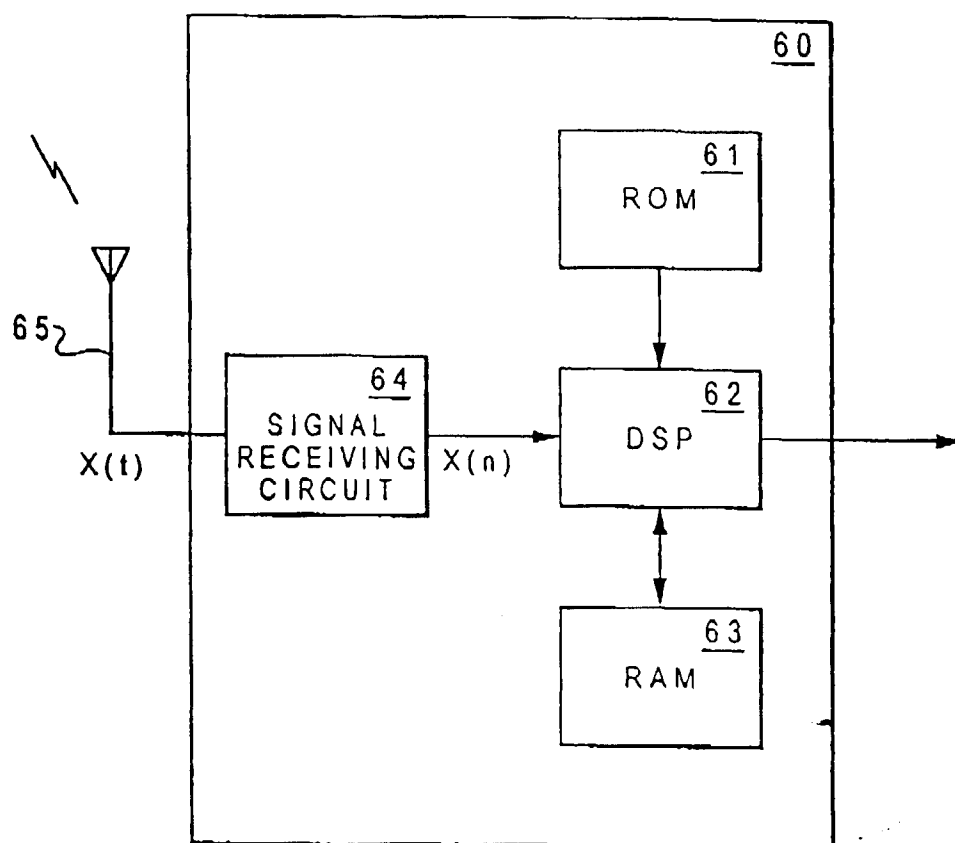 60
61
ROM
65
64
SIGNAL
RECEIVING
CIRCUIT
X(t)
X(n)
62
DSP
63
RAM